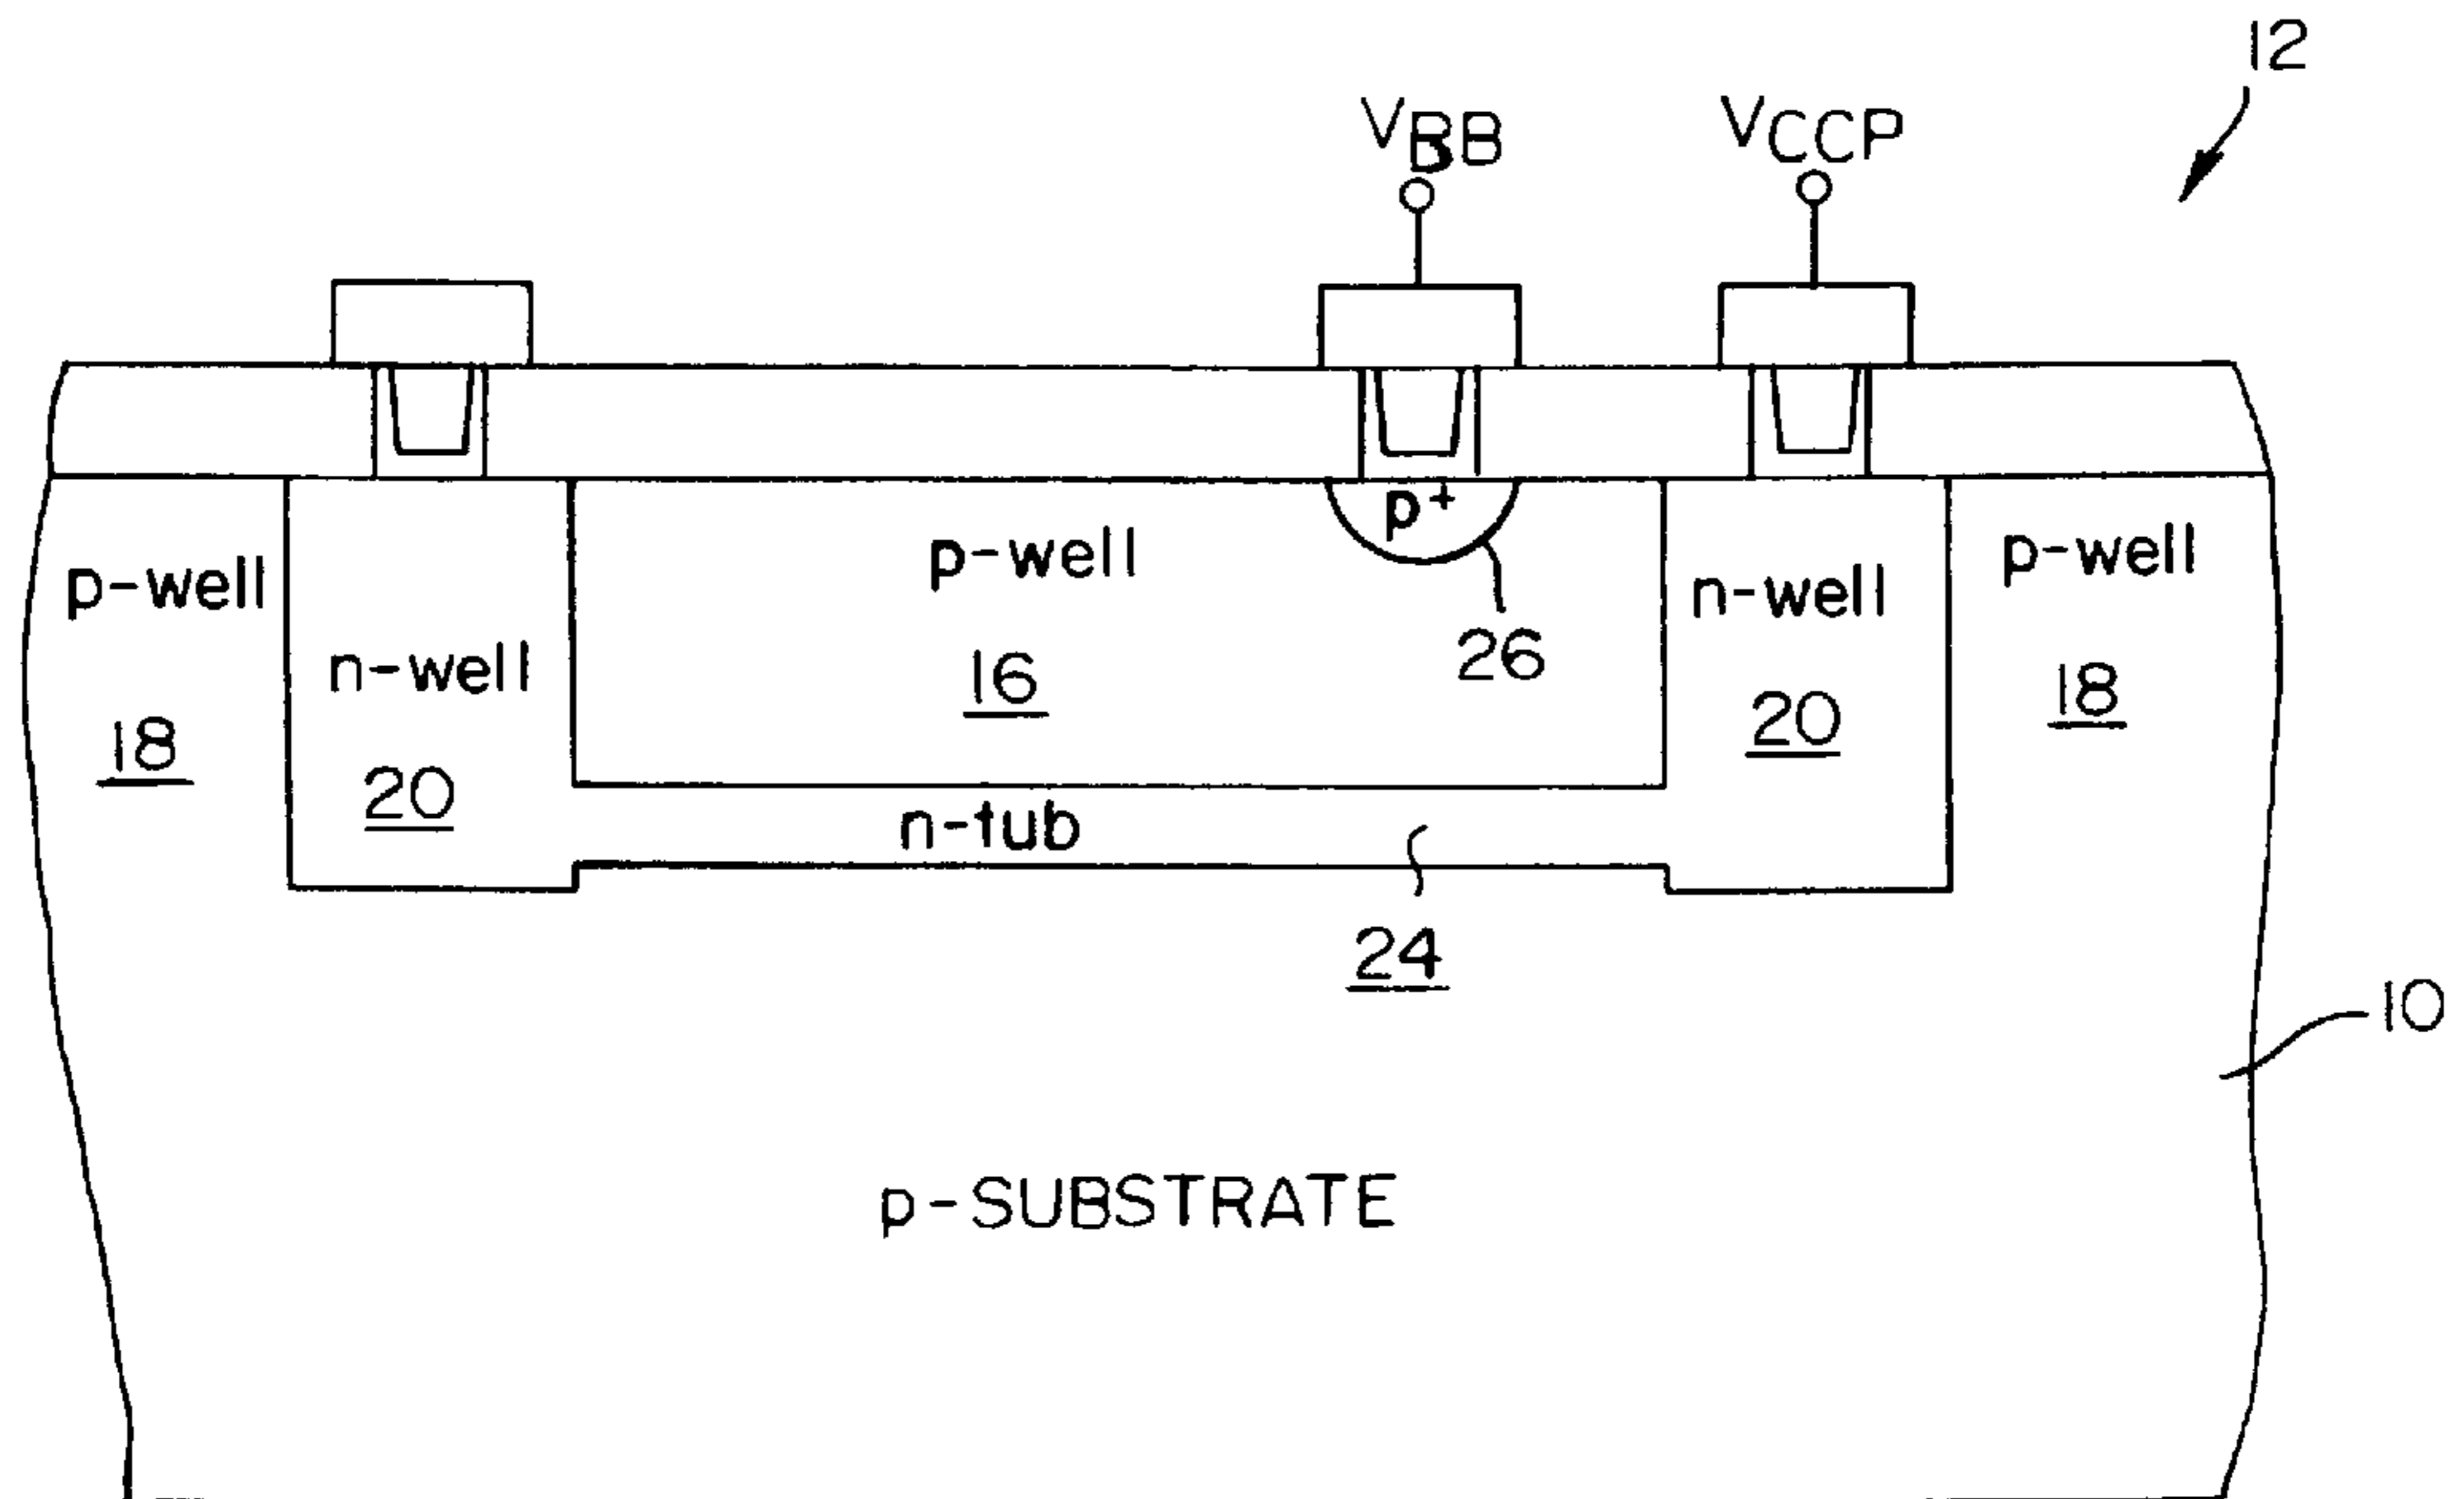 12
VBB
VCCP
p+
p-well
p-well
p-well
n-well
n-well
26
16
18
20
18
20
n-tub
24
10
p-SUBSTRATE